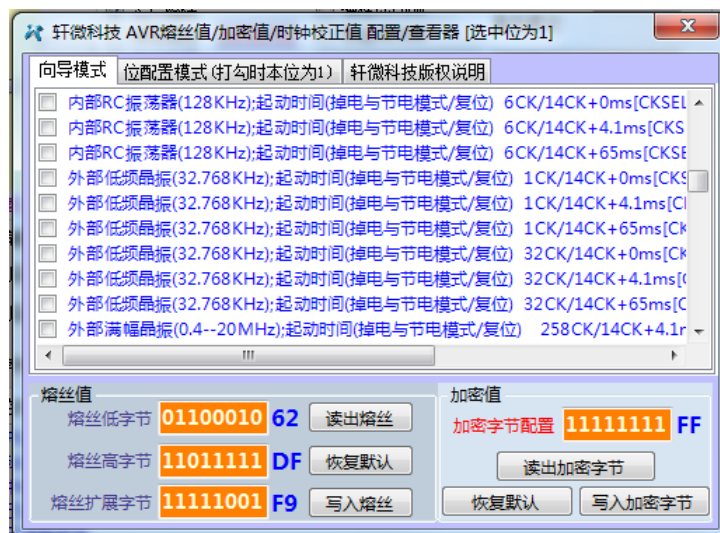 轩微科技 AVR熔丝值/加密值/时钟校正值 配置/查看器 [选中位为1]
向导模式 位配置模式(打勾时本位为1) 轩微科技版权说明
内部RC振荡器(128KHz);起动时间(掉电与节电模式/复位) 6CK/14CK+0ms[CKSEL
内部RC振荡器(128KHz);起动时间(掉电与节电模式/复位) 6CK/14CK+4.1ms[CKS
内部RC振荡器(128KHz);起动时间(掉电与节电模式/复位) 6CK/14CK+65ms[CKSE
外部低频晶振(32.768KHz);起动时间(掉电与节电模式/复位) 1CK/14CK+0ms[CKS
外部低频晶振(32.768KHz);起动时间(掉电与节电模式/复位) 1CK/14CK+4.1ms[C
外部低频晶振(32.768KHz);起动时间(掉电与节电模式/复位) 1CK/14CK+65ms[CK
外部低频晶振(32.768KHz);起动时间(掉电与节电模式/复位) 32CK/14CK+0ms[CK
外部低频晶振(32.768KHz);起动时间(掉电与节电模式/复位) 32CK/14CK+4.1ms[
外部低频晶振(32.768KHz);起动时间(掉电与节电模式/复位) 32CK/14CK+65ms[C
外部满幅晶振(0.4--20MHz);起动时间(掉电与节电模式/复位) 258CK/14CK+4.1
熔丝值
熔丝低字节 01100010 62 读出熔丝
熔丝高字节 11011111 DF 恢复默认
熔丝扩展字节 11111001 F9 写入熔丝
加密值
加密字节配置 11111111 FF
读出加密字节
恢复默认 写入加密字节